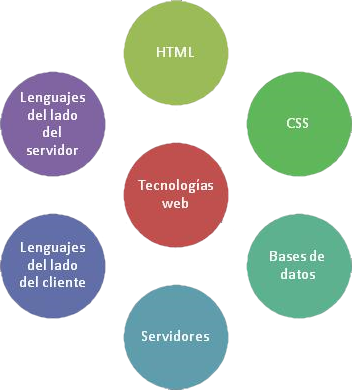 HTML
Lenguajes
del lado
del
servidor
CSS
Tecnologías
web
Lenguajes
del lado
del cliente
Bases de
datos
Servidores